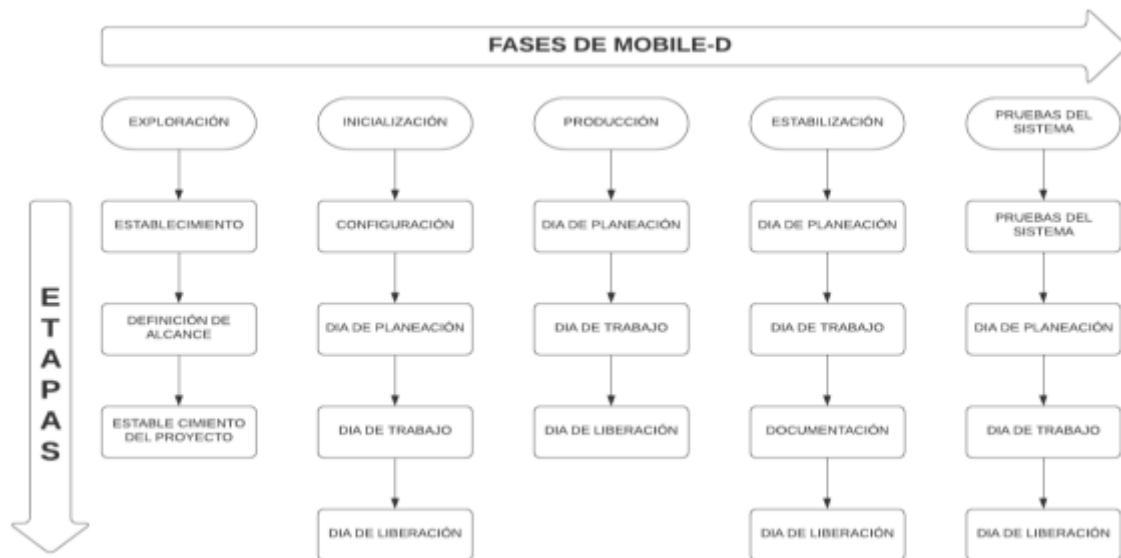 FASES DE MOBILE-D
EXPLORACIÓN
INICIALIZACIÓN
PRODUCCIÓN
ESTABILIZACIÓN
PRUEBAS DEL
SISTEMA
ETAPAS
ESTABLECIMIENTO
CONFIGURACIÓN
DIA DE PLANEACIÓN
DIA DE PLANEACIÓN
PRUEBAS DEL
SISTEMA
DEFINICIÓN DE
ALCANCE
DIA DE PLANEACIÓN
DIA DE TRABAJO
DIA DE TRABAJO
DIA DE PLANEACIÓN
ESTABLE CIMIENTO
DEL PROYECTO
DIA DE TRABAJO
DIA DE LIBERACIÓN
DOCUMENTACIÓN
DIA DE TRABAJO
DIA DE LIBERACIÓN
DIA DE LIBERACIÓN
DIA DE LIBERACIÓN